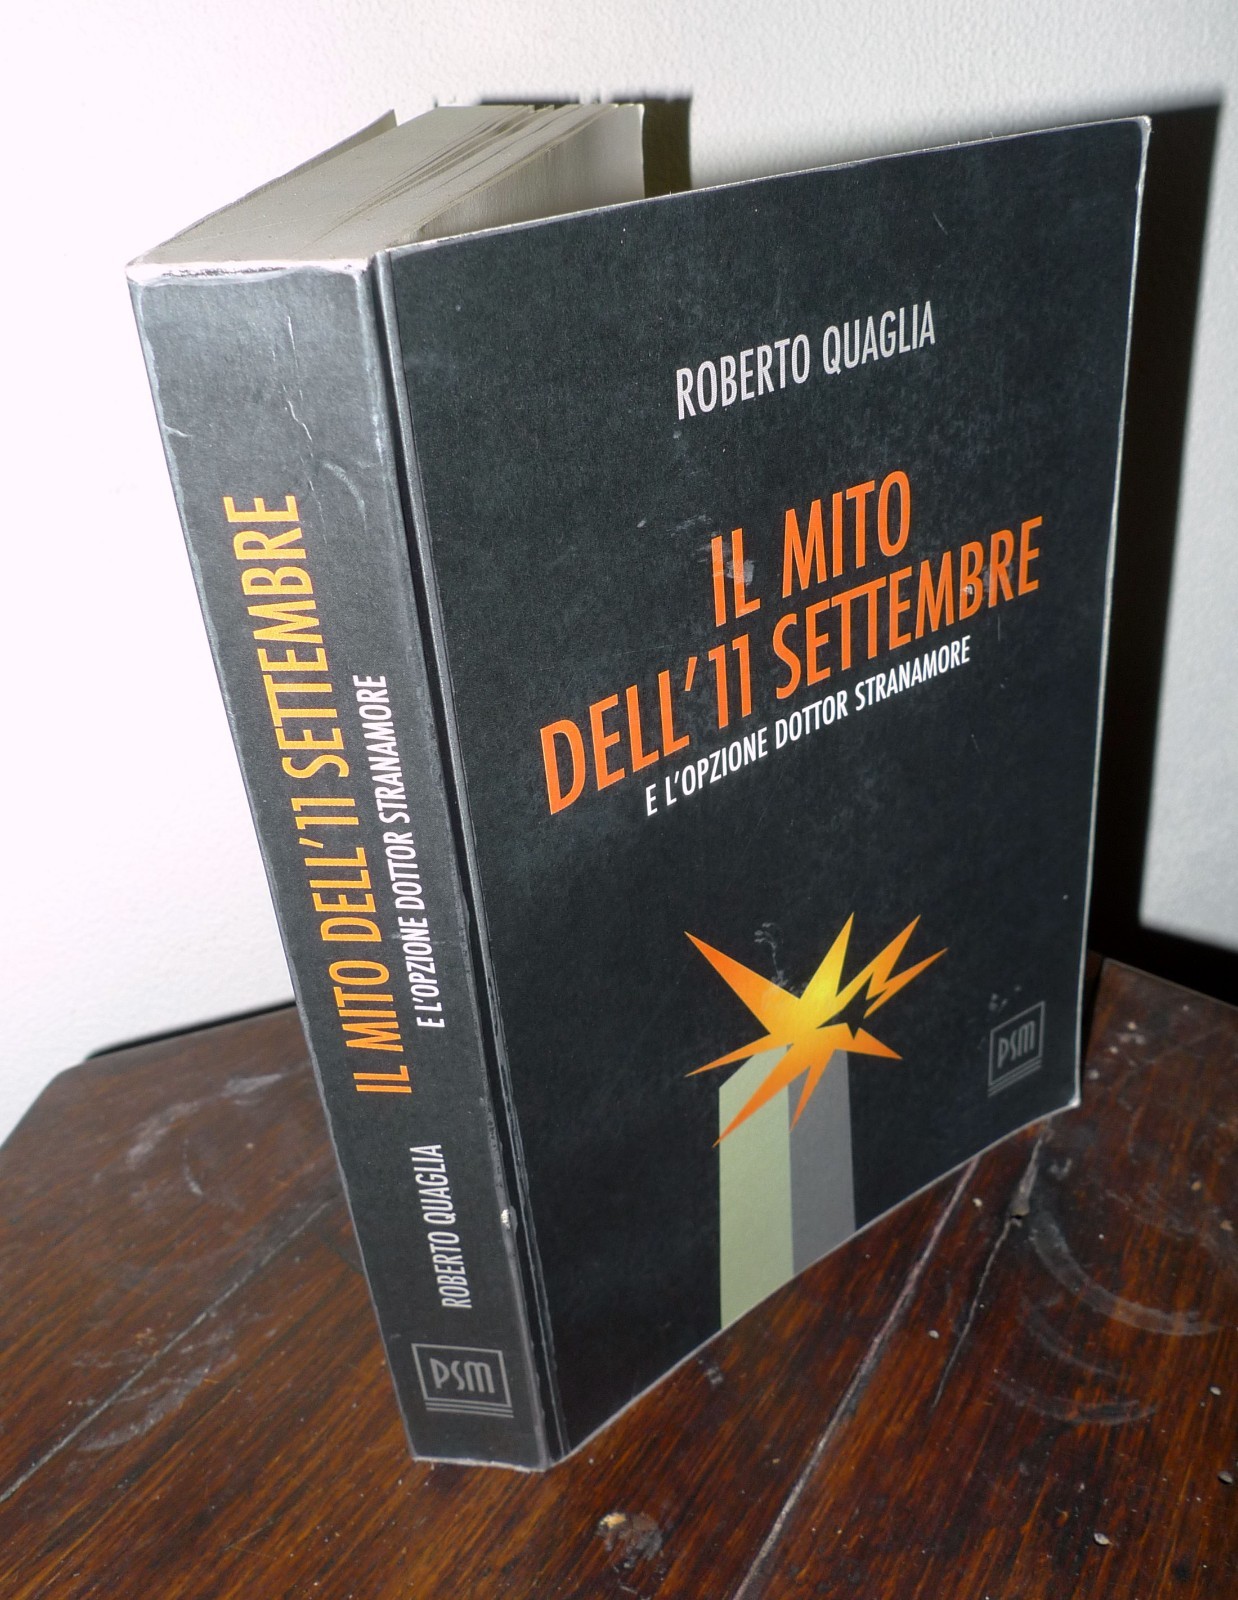 ROBERTO QUAGLIA
IL MITO
DELL'11 SETTEMBRE
E L'OPZIONE DOTTOR STRANAMORE
PSM
IL MITO DELL'11 SETTEMBRE
E L'OPZIONE DOTTOR STRANAMORE
ROBERTO QUAGLIA
PSM